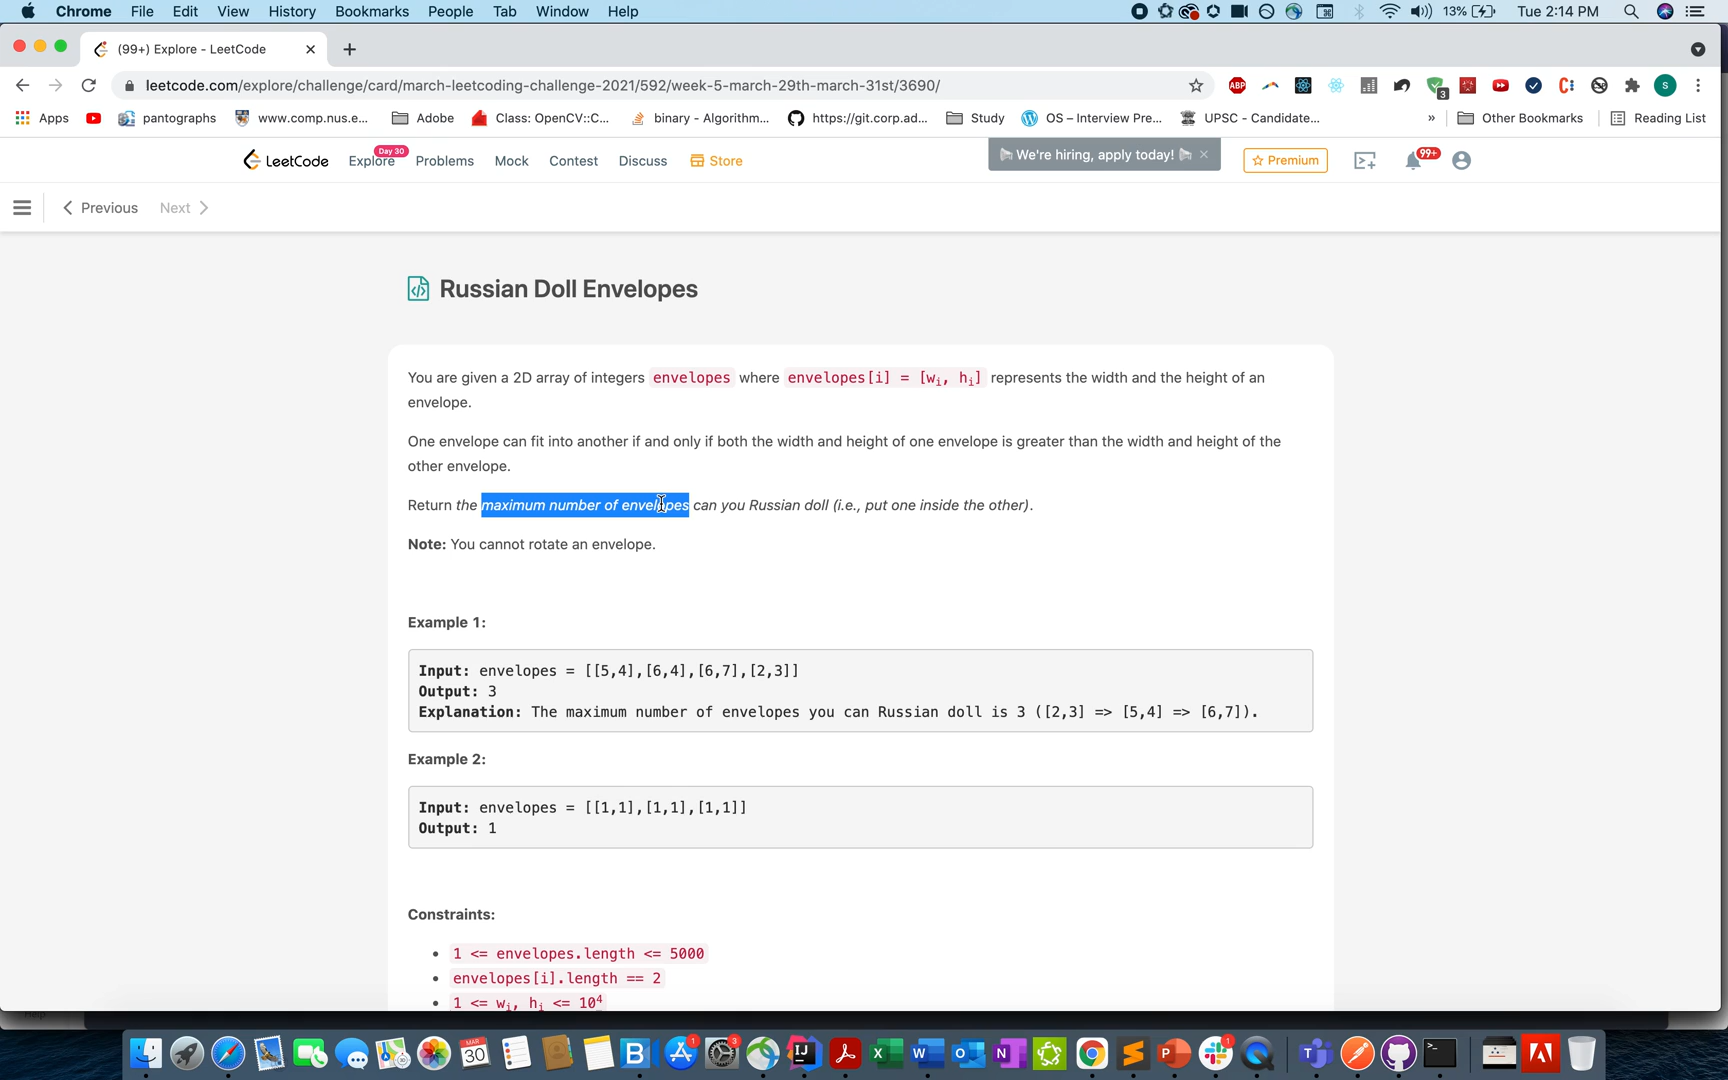 Chrome File Edit View History Bookmarks People Tab Window Help 13% Tue 2:14 PM
(99+) Explore - LeetCode
leetcode.com/explore/challenge/card/march-leetcoding-challenge-2021/592/week-5-march-29th-march-31st/3690/
Apps pantographs www.comp.nus.e... Adobe Class: OpenCV::C... binary - Algorithm... https://git.corp.ad... Study OS – Interview Pre... UPSC - Candidate... » Other Bookmarks Reading List
LeetCode Explore Day 30 Problems Mock Contest Discuss Store We're hiring, apply today! Premium 99+
Previous Next
Russian Doll Envelopes
You are given a 2D array of integers envelopes where envelopes[i] = [wi, hi] represents the width and the height of an
envelope.
One envelope can fit into another if and only if both the width and height of one envelope is greater than the width and height of the
other envelope.
Return the maximum number of envelopes can you Russian doll (i.e., put one inside the other).
Note: You cannot rotate an envelope.
Example 1:
Input: envelopes = [[5,4],[6,4],[6,7],[2,3]]
Output: 3
Explanation: The maximum number of envelopes you can Russian doll is 3 ([2,3] => [5,4] => [6,7]).
Example 2:
Input: envelopes = [[1,1],[1,1],[1,1]]
Output: 1
Constraints:
1 <= envelopes.length <= 5000
envelopes[i].length == 2
1 <= wi, hi <= 10⁴